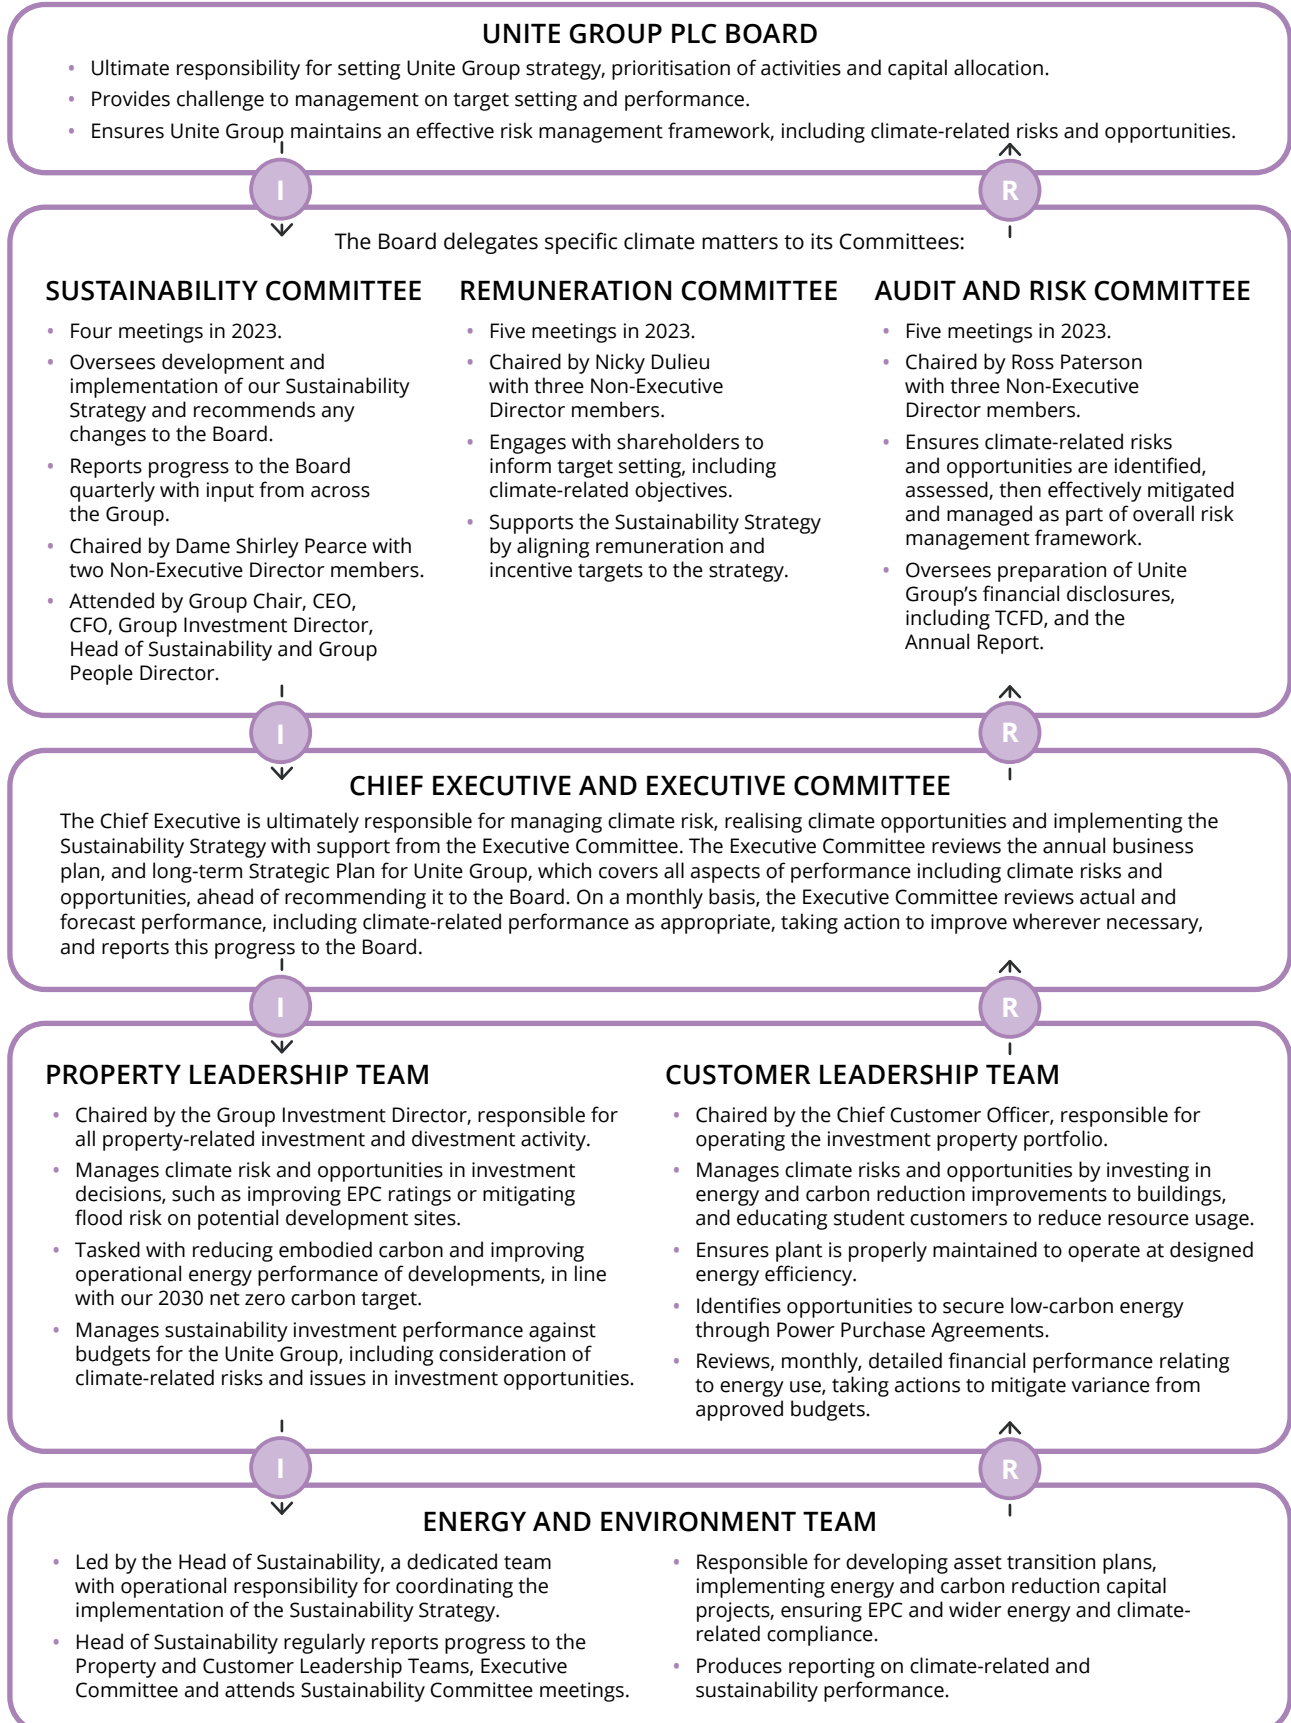 UNITE GROUP PLC BOARD
• Ultimate responsibility for setting Unite Group strategy, prioritisation of activities and capital allocation.
• Provides challenge to management on target setting and performance.
• Ensures Unite Group maintains an effective risk management framework, including climate-related risks and opportunities.
I
R
The Board delegates specific climate matters to its Committees:
SUSTAINABILITY COMMITTEE
• Four meetings in 2023.
• Oversees development and
implementation of our Sustainability
Strategy and recommends any
changes to the Board.
• Reports progress to the Board
quarterly with input from across
the Group.
• Chaired by Dame Shirley Pearce with
two Non-Executive Director members.
• Attended by Group Chair, CEO,
CFO, Group Investment Director,
Head of Sustainability and Group
People Director.
REMUNERATION COMMITTEE
• Five meetings in 2023.
• Chaired by Nicky Dulieu
with three Non-Executive
Director members.
• Engages with shareholders to
inform target setting, including
climate-related objectives.
• Supports the Sustainability Strategy
by aligning remuneration and
incentive targets to the strategy.
AUDIT AND RISK COMMITTEE
• Five meetings in 2023.
• Chaired by Ross Paterson
with three Non-Executive
Director members.
• Ensures climate-related risks
and opportunities are identified,
assessed, then effectively mitigated
and managed as part of overall risk
management framework.
• Oversees preparation of Unite
Group’s financial disclosures,
including TCFD, and the
Annual Report.
I
R
CHIEF EXECUTIVE AND EXECUTIVE COMMITTEE
The Chief Executive is ultimately responsible for managing climate risk, realising climate opportunities and implementing the
Sustainability Strategy with support from the Executive Committee. The Executive Committee reviews the annual business
plan, and long-term Strategic Plan for Unite Group, which covers all aspects of performance including climate risks and
opportunities, ahead of recommending it to the Board. On a monthly basis, the Executive Committee reviews actual and
forecast performance, including climate-related performance as appropriate, taking action to improve wherever necessary,
and reports this progress to the Board.
I
R
PROPERTY LEADERSHIP TEAM
• Chaired by the Group Investment Director, responsible for
all property-related investment and divestment activity.
• Manages climate risk and opportunities in investment
decisions, such as improving EPC ratings or mitigating
flood risk on potential development sites.
• Tasked with reducing embodied carbon and improving
operational energy performance of developments, in line
with our 2030 net zero carbon target.
• Manages sustainability investment performance against
budgets for the Unite Group, including consideration of
climate-related risks and issues in investment opportunities.
CUSTOMER LEADERSHIP TEAM
• Chaired by the Chief Customer Officer, responsible for
operating the investment property portfolio.
• Manages climate risks and opportunities by investing in
energy and carbon reduction improvements to buildings,
and educating student customers to reduce resource usage.
• Ensures plant is properly maintained to operate at designed
energy efficiency.
• Identifies opportunities to secure low-carbon energy
through Power Purchase Agreements.
• Reviews, monthly, detailed financial performance relating
to energy use, taking actions to mitigate variance from
approved budgets.
I
R
ENERGY AND ENVIRONMENT TEAM
• Led by the Head of Sustainability, a dedicated team
with operational responsibility for coordinating the
implementation of the Sustainability Strategy.
• Head of Sustainability regularly reports progress to the
Property and Customer Leadership Teams, Executive
Committee and attends Sustainability Committee meetings.
• Responsible for developing asset transition plans,
implementing energy and carbon reduction capital
projects, ensuring EPC and wider energy and climate-
related compliance.
• Produces reporting on climate-related and
sustainability performance.